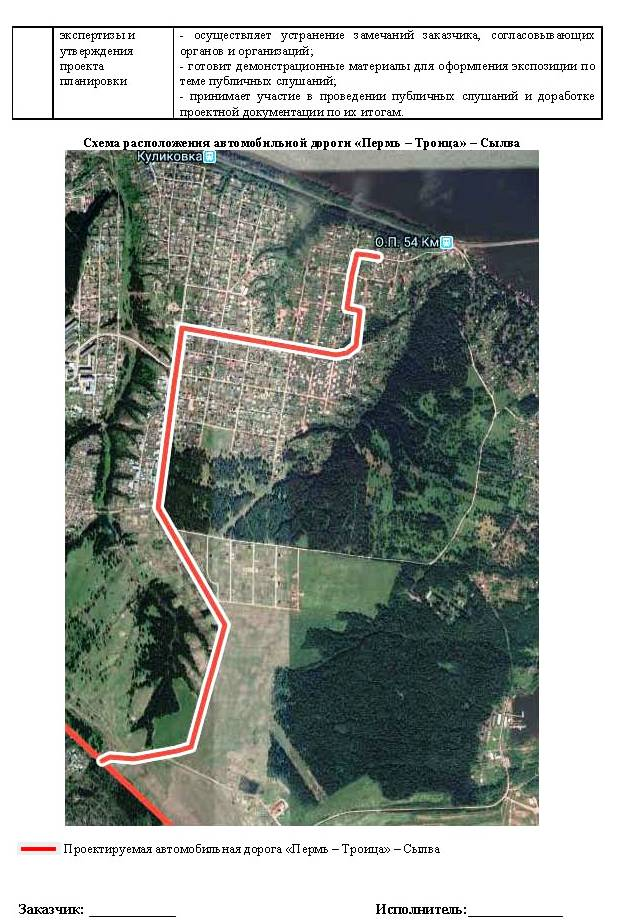 экспертизы и
утверждения
проекта
планировки
- осуществляет устранение замечаний заказчика, согласовывающих
органов и организаций;
- готовит демонстрационные материалы для оформления экспозиции по
теме публичных слушаний;
- принимает участие в проведении публичных слушаний и доработке
проектной документации по их итогам.
Схема расположения автомобильной дороги «Пермь – Троица» – Сылва
Куликовка
О.П. 54 Км
Проектируемая автомобильная дорога «Пермь – Троица» – Сылва
Заказчик: ____________ Исполнитель:_____________